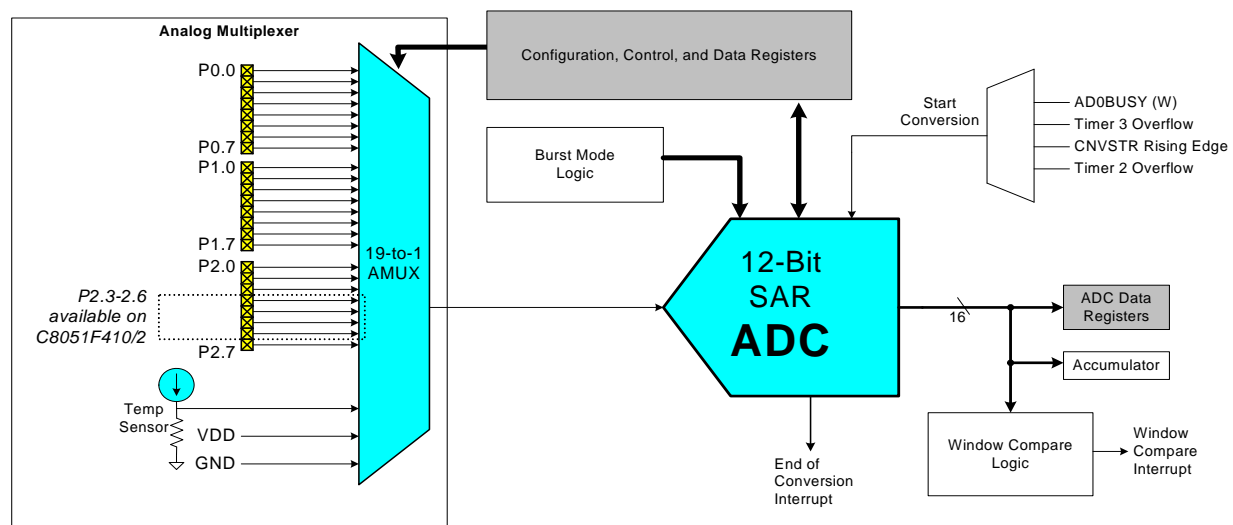 Analog Multiplexer
P0.0
P0.7
P1.0
P1.7
P2.0
P2.3-2.6
available on
C8051F410/2
P2.7
Temp
Sensor
VDD
GND
19-to-1
AMUX
Configuration, Control, and Data Registers
Burst Mode
Logic
Start
Conversion
AD0BUSY (W)
Timer 3 Overflow
CNVSTR Rising Edge
Timer 2 Overflow
12-Bit
SAR
ADC
16
ADC Data
Registers
Accumulator
Window Compare
Logic
Window
Compare
Interrupt
End of
Conversion
Interrupt